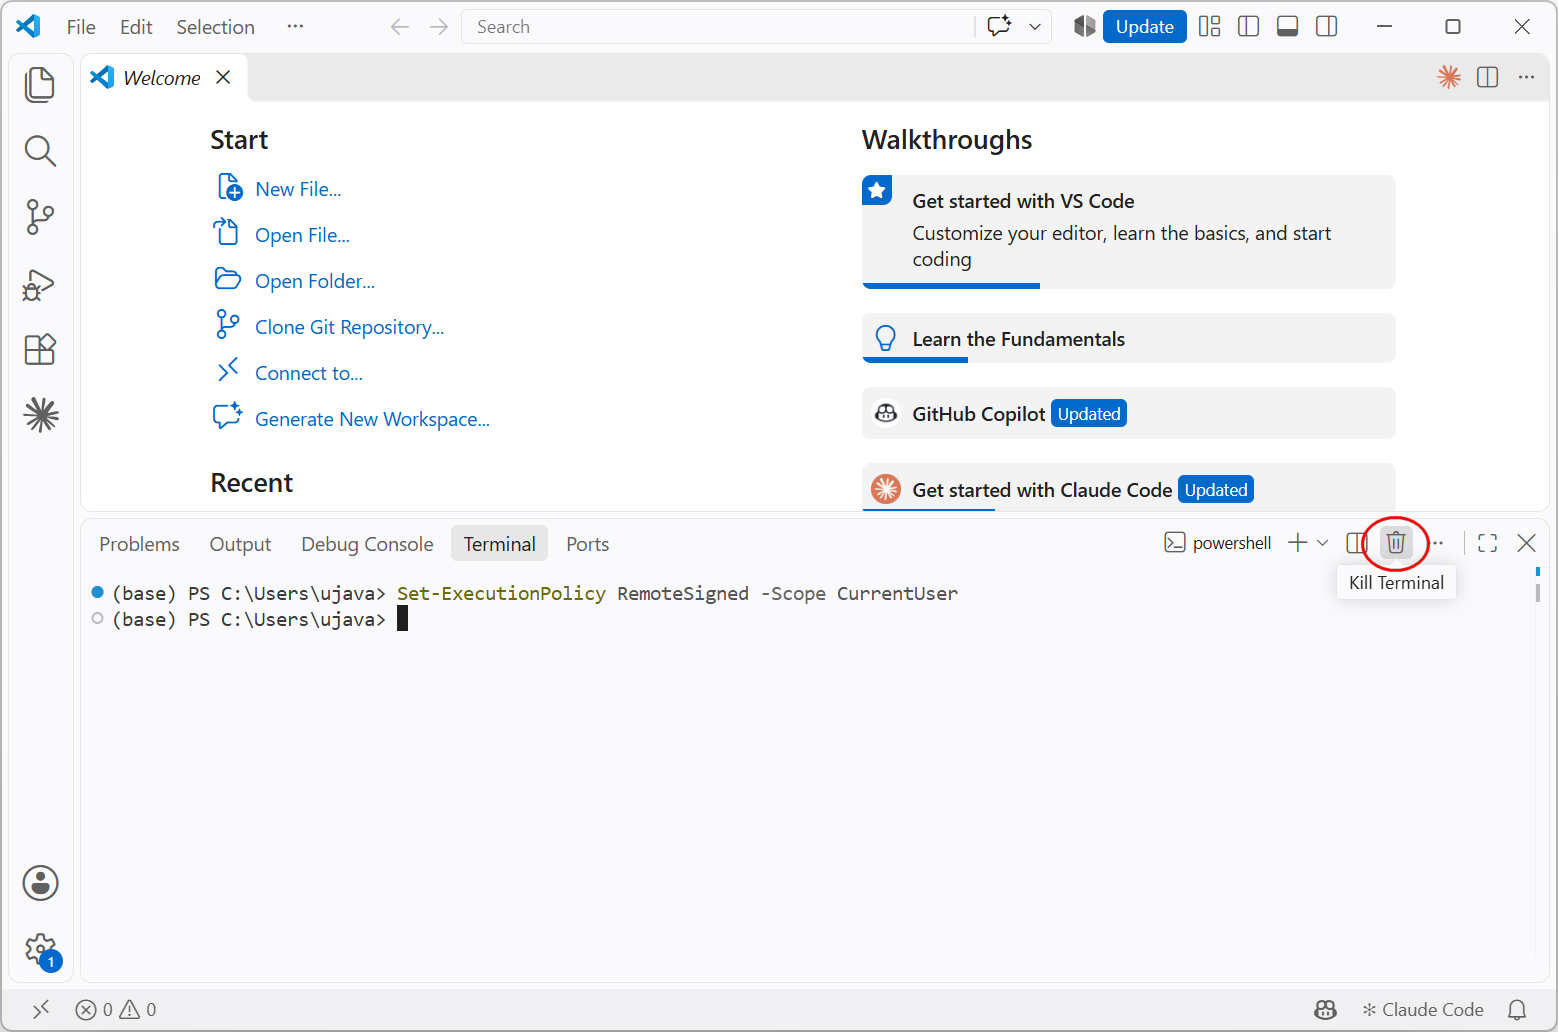 File Edit Selection ··· Search Update
Welcome
Start
New File...
Open File...
Open Folder...
Clone Git Repository...
Connect to...
Generate New Workspace...
Recent
Walkthroughs
Get started with VS Code
Customize your editor, learn the basics, and start
coding
Learn the Fundamentals
GitHub Copilot Updated
Get started with Claude Code Updated
Problems Output Debug Console Terminal Ports powershell
Kill Terminal
(base) PS C:\Users\ujava> Set-ExecutionPolicy RemoteSigned -Scope CurrentUser
(base) PS C:\Users\ujava>
1
0 0 Claude Code